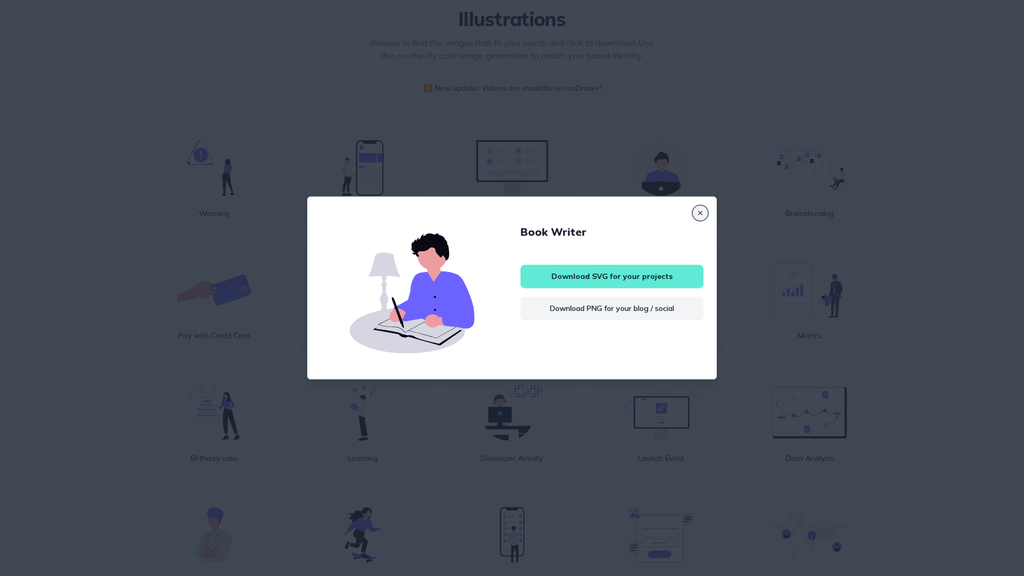 Illustrations
Browse to find the images that fit your needs and click to download. Use
the on-the-fly color image generation to match your brand identity.
New update: Videos are available on unDraw+!
Warning
Brainstorming
Book Writer
Download SVG for your projects
Download PNG for your blog / social
Pay with Credit Card
Metrics
Birthday cake
Learning
Developer Activity
Launch Event
Data Analysis